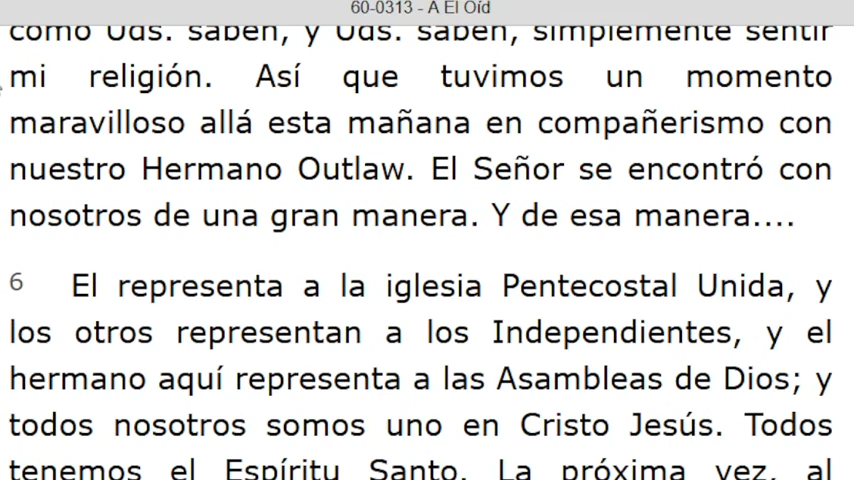 60-0313 - A El Oíd
como Uds. saben, y Uds. saben, simplemente sentir
mi religión. Así que tuvimos un momento
maravilloso allá esta mañana en compañerismo con
nuestro Hermano Outlaw. El Señor se encontró con
nosotros de una gran manera. Y de esa manera....
6 El representa a la iglesia Pentecostal Unida, y
los otros representan a los Independientes, y el
hermano aquí representa a las Asambleas de Dios; y
todos nosotros somos uno en Cristo Jesús. Todos
tenemos el Espíritu Santo. La próxima vez, al